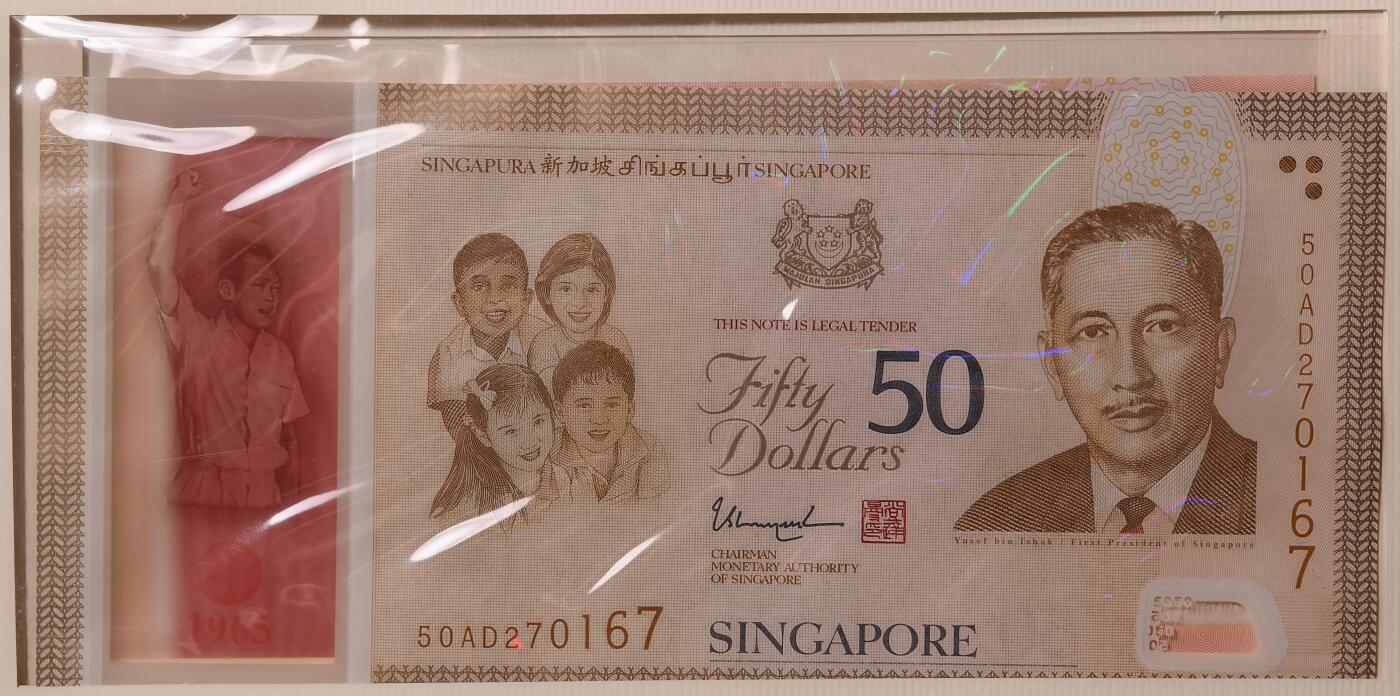 SINGAPURA 新加坡 சிங்கப்பூர் SINGAPORE
MAJULAH SINGAPURA
THIS NOTE IS LEGAL TENDER
Fifty
Dollars
50
CHAIRMAN
MONETARY AUTHORITY
OF SINGAPORE
Yusof bin Ishak / First President of Singapore
50AD270167
SINGAPORE
50AD270167
1965